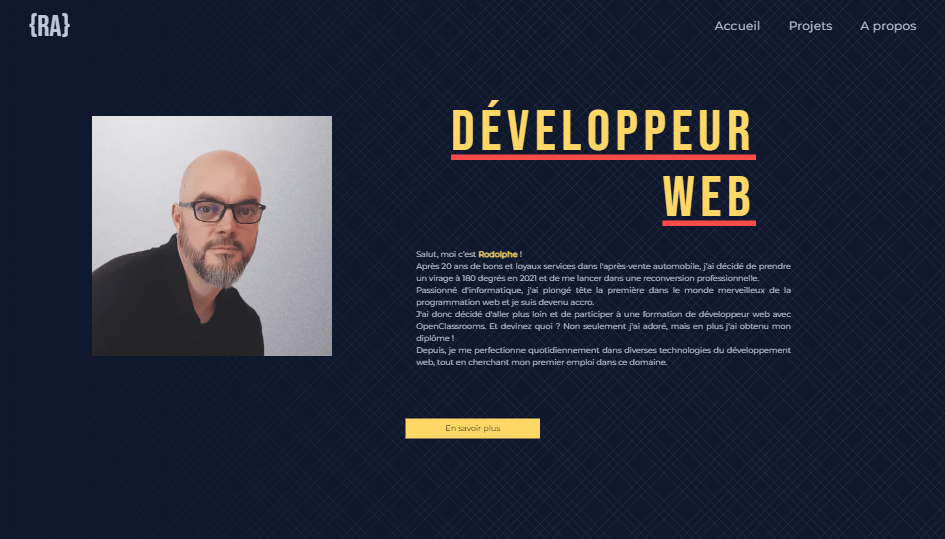 {RA}
Accueil Projets A propos
DÉVELOPPEUR
WEB
Salut, moi c'est Rodolphe !
Après 20 ans de bons et loyaux services dans l'après-vente automobile, j'ai décidé de prendre
un virage à 180 degrés en 2021 et de me lancer dans une reconversion professionnelle.
Passionné d'informatique, j'ai plongé tête la première dans le monde merveilleux de la
programmation web et je suis devenu accro.
J'ai donc décidé d'aller plus loin et de participer à une formation de développeur web avec
OpenClassrooms. Et devinez quoi ? Non seulement j'ai adoré, mais en plus j'ai obtenu mon
diplôme !
Depuis, je me perfectionne quotidiennement dans diverses technologies du développement
web, tout en cherchant mon premier emploi dans ce domaine.
En savoir plus